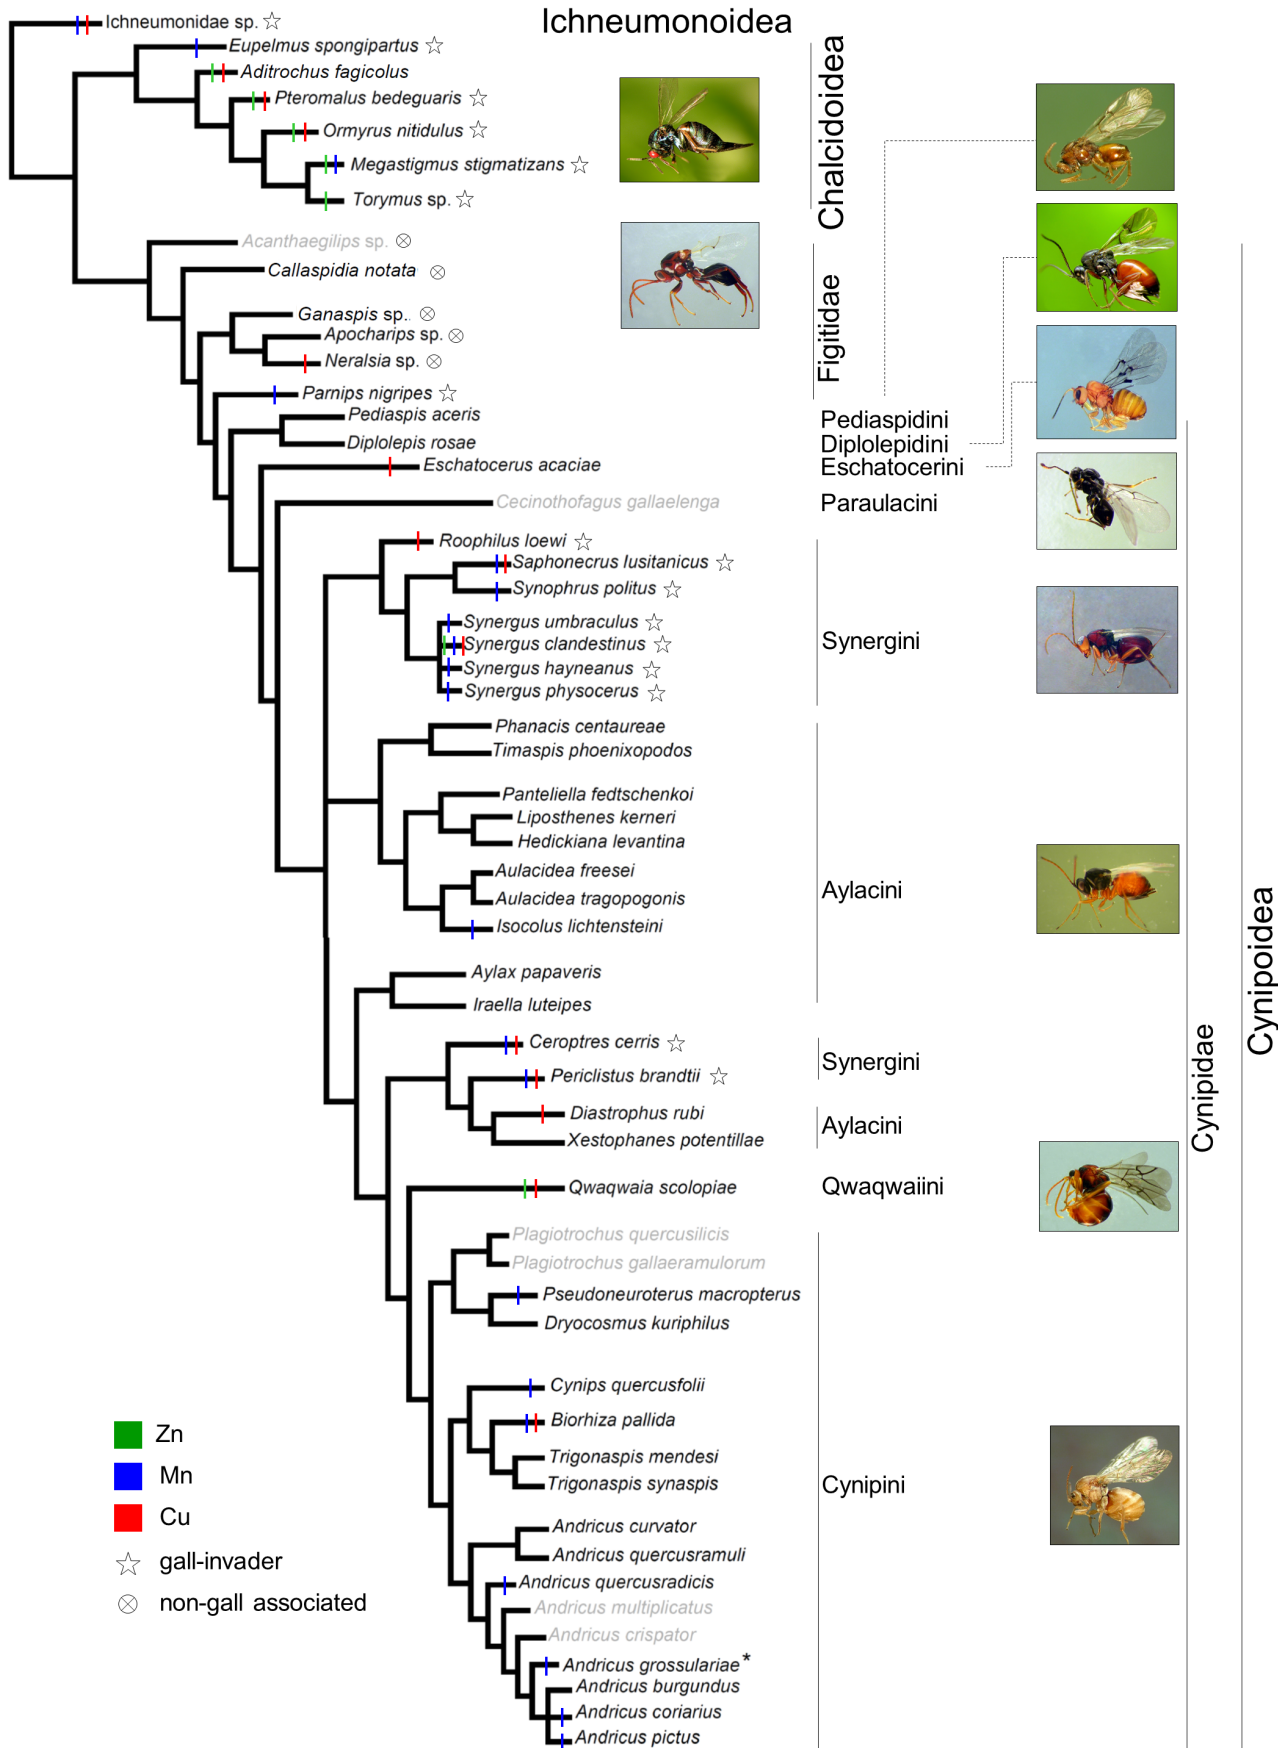 Ichneumonoidea
Ichneumonidae sp. ☆
Eupelmus spongipartus ☆
Aditrochus fagicolus
Pteromalus bedeguaris ☆
Ormyrus nitidulus ☆
Megastigmus stigmatizans ☆
Torymus sp. ☆
Chalcidoidea
Acanthaegilips sp. ⊗
Callaspidia notata ⊗
Ganaspis sp.. ⊗
Apocharips sp. ⊗
Neralsia sp. ⊗
Parnips nigripes ☆
Figitidae
Pediaspis aceris
Pediaspidini
Diplolepis rosae
Diplolepidini
Eschatocerus acaciae
Eschatocerini
Cecinothofagus gallaelenga
Paraulacini
Roophilus loewi ☆
Saphonecrus lusitanicus ☆
Synophrus politus ☆
Synergus umbraculus ☆
Synergus clandestinus ☆
Synergus hayneanus ☆
Synergus physocerus ☆
Synergini
Phanacis centaureae
Timaspis phoenixopodos
Panteliella fedtschenkoi
Liposthenes kerneri
Hedickiana levantina
Aulacidea freesei
Aulacidea tragopogonis
Isocolus lichtensteini
Aylax papaveris
Iraella luteipes
Aylacini
Ceroptres cerris ☆
Periclistus brandtii ☆
Synergini
Diastrophus rubi
Xestophanes potentillae
Aylacini
Qwaqwaia scolopiae
Qwaqwaiini
Plagiotrochus quercusilicis
Plagiotrochus gallaeramulorum
Pseudoneuroterus macropterus
Dryocosmus kuriphilus
Cynips quercusfolii
Biorhiza pallida
Trigonaspis mendesi
Trigonaspis synaspis
Andricus curvator
Andricus quercusramuli
Andricus quercusradicis
Andricus multiplicatus
Andricus crispator
Andricus grossulariae*
Andricus burgundus
Andricus coriarius
Andricus pictus
Cynipini
Cynipidae
Cynipoidea
Zn
Mn
Cu
☆ gall-invader
⊗ non-gall associated